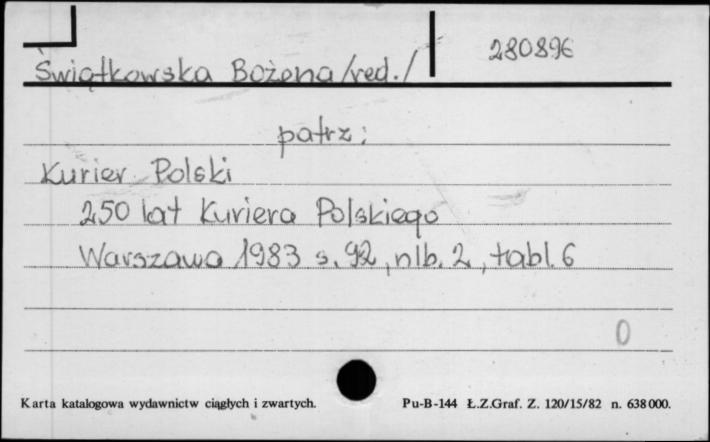 Świątkowska Bożena /red./ 280896
patrz:
Kurier Polski
250 lat Kuriera Polskiego
Warszawa 1983 s. 92, nlb. 2, tabl. 6
0
Karta katalogowa wydawnictw ciągłych i zwartych. Pu-B-144 Ł.Z.Graf. Z. 120/15/82 n. 638000.